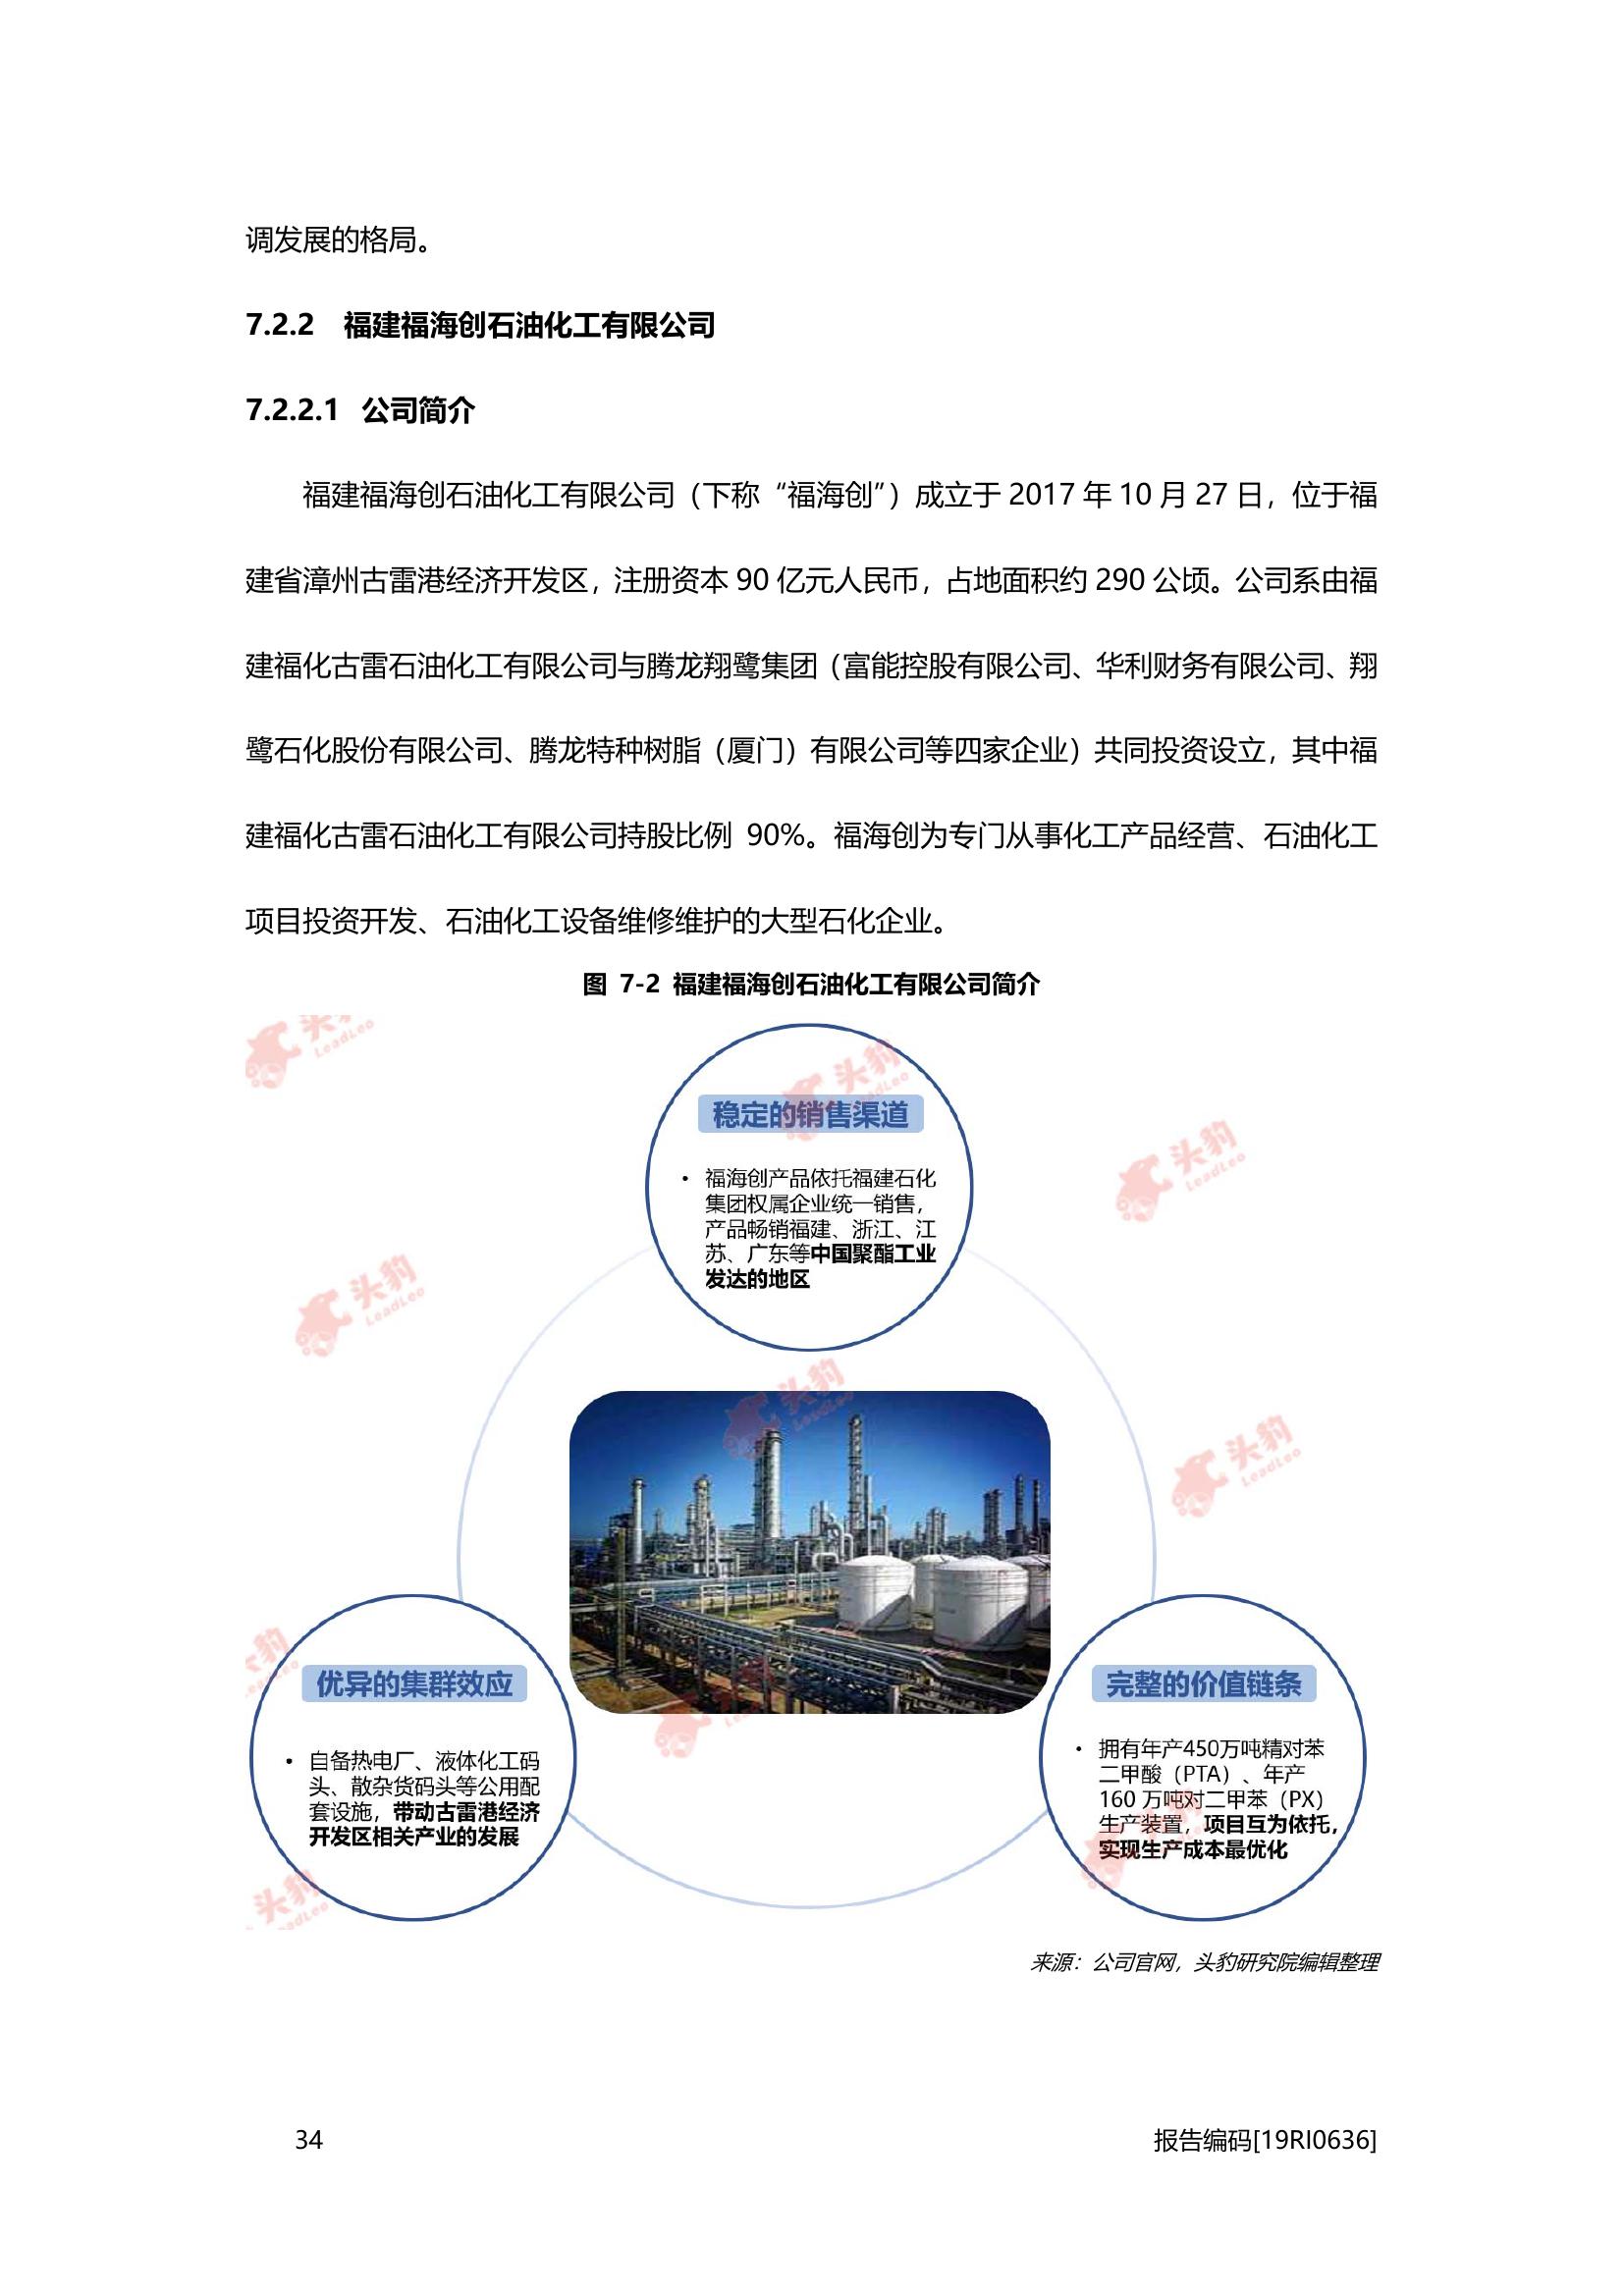 调发展的格局。
7.2.2 福建福海创石油化工有限公司
7.2.2.1 公司简介
福建福海创石油化工有限公司（下称“福海创”）成立于 2017 年 10 月 27 日，位于福
建省漳州古雷港经济开发区，注册资本 90 亿元人民币，占地面积约 290 公顷。公司系由福
建福化古雷石油化工有限公司与腾龙翔鹭集团（富能控股有限公司、华利财务有限公司、翔
鹭石化股份有限公司、腾龙特种树脂（厦门）有限公司等四家企业）共同投资设立，其中福
建福化古雷石油化工有限公司持股比例 90%。福海创为专门从事化工产品经营、石油化工
项目投资开发、石油化工设备维修维护的大型石化企业。
图 7-2 福建福海创石油化工有限公司简介
稳定的销售渠道
• 福海创产品依托福建石化
集团权属企业统一销售，
产品畅销福建、浙江、江
苏、广东等中国聚酯工业
发达的地区
优异的集群效应
• 自备热电厂、液体化工码
头、散杂货码头等公用配
套设施，带动古雷港经济
开发区相关产业的发展
完整的价值链条
• 拥有年产450万吨精对苯
二甲酸（PTA）、年产
160 万吨对二甲苯（PX）
生产装置，项目互为依托，
实现生产成本最优化
头豹
LeadLeo
头豹
LeadLeo
头豹
LeadLeo
头豹
LeadLeo
头豹
LeadLeo
头豹
LeadLeo
来源：公司官网，头豹研究院编辑整理
34
报告编码[19RI0636]